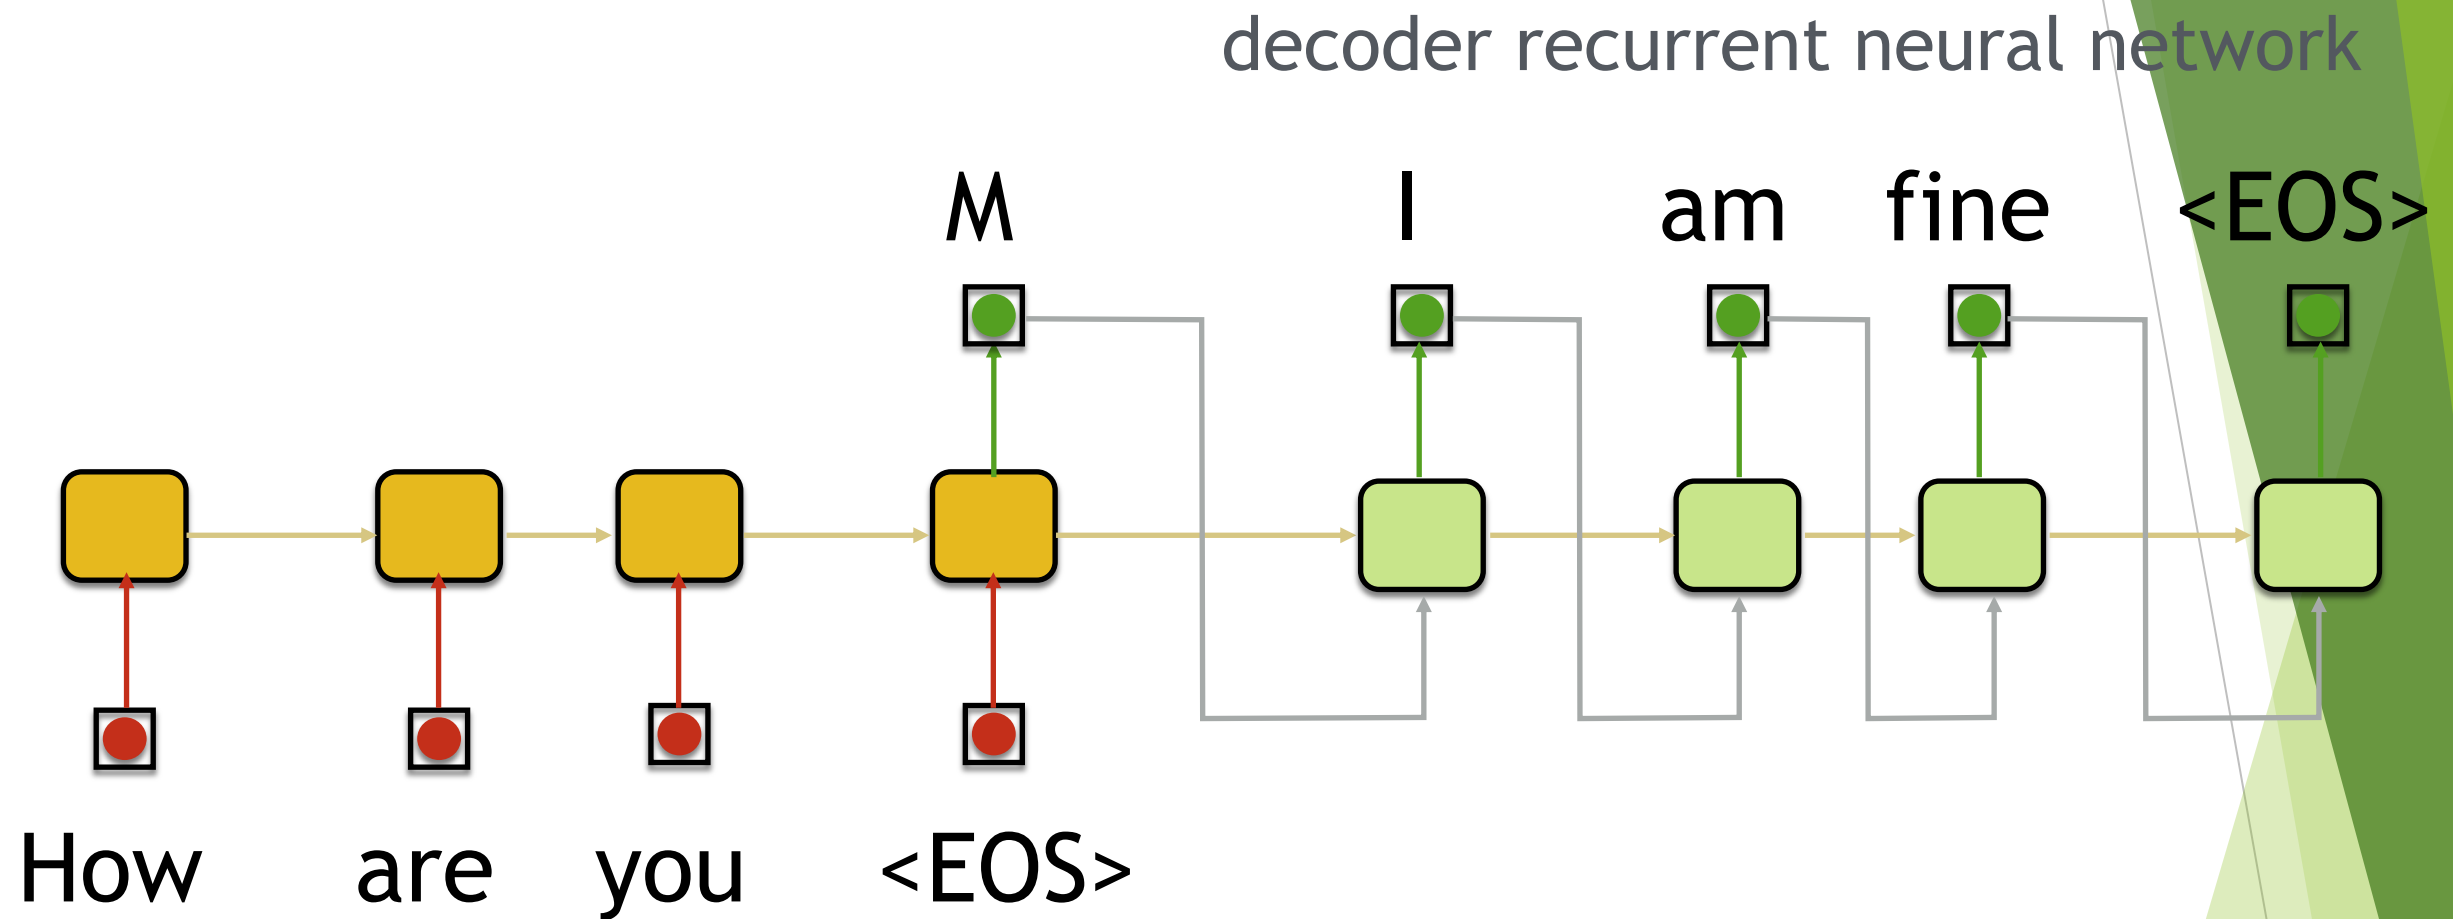 decoder recurrent neural network
M I am fine <EOS>
How are you <EOS>